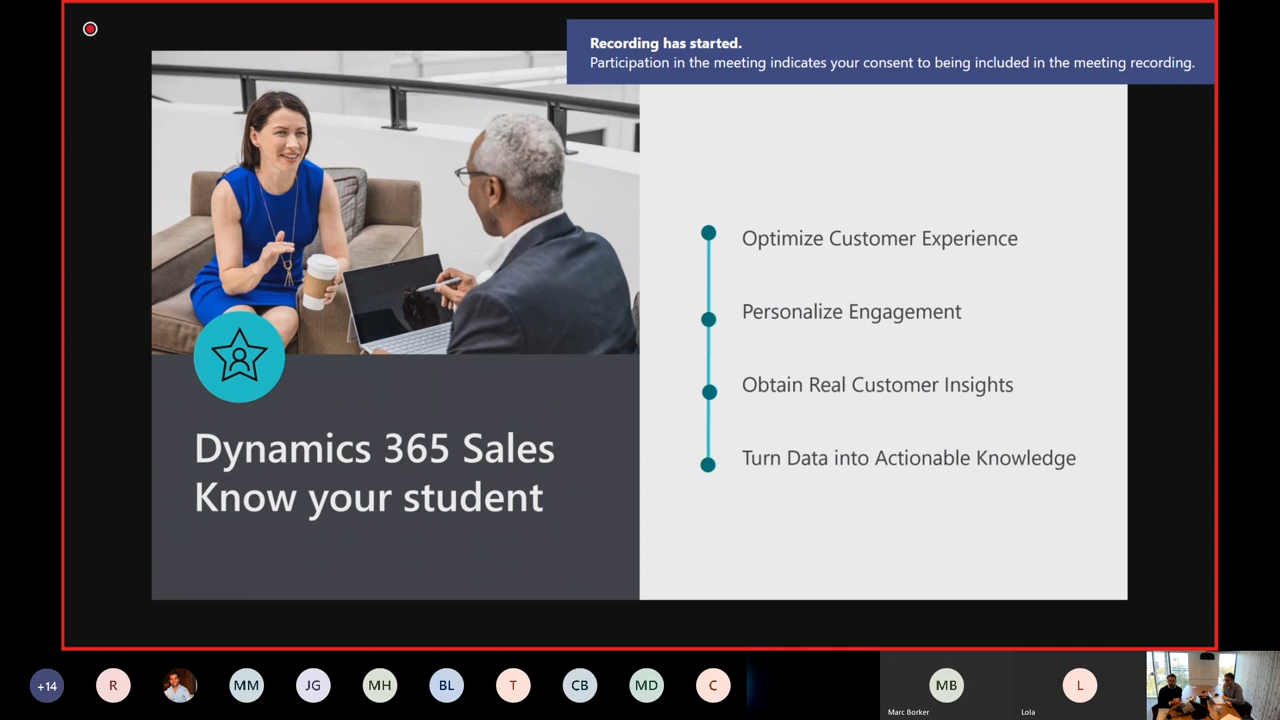 Recording has started.
Participation in the meeting indicates your consent to being included in the meeting recording.
Optimize Customer Experience
Personalize Engagement
Obtain Real Customer Insights
Turn Data into Actionable Knowledge
Dynamics 365 Sales
Know your student
+14
R
MM
JG
MH
BL
T
CB
MD
C
MB
Marc Borker
L
Lola